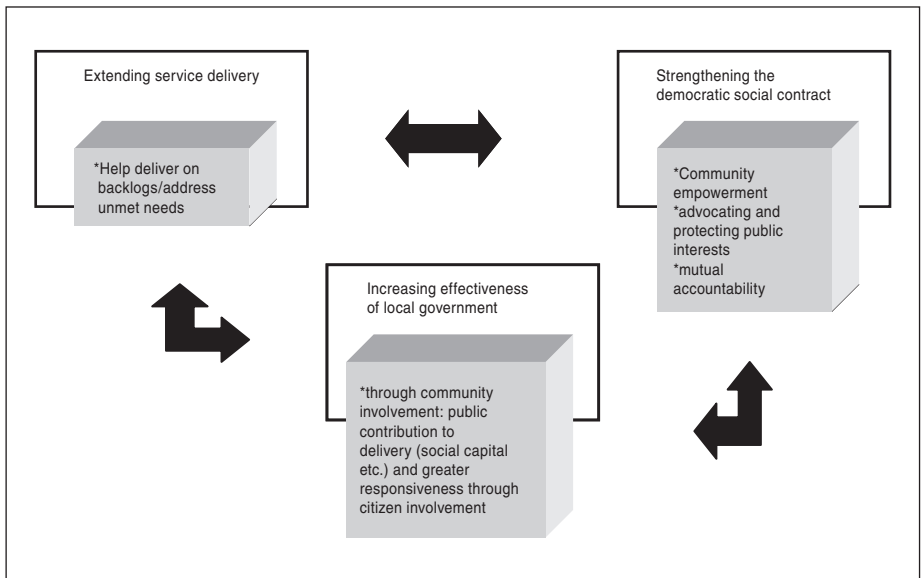 Extending service delivery
*Help deliver on
backlogs/address
unmet needs
Strengthening the
democratic social contract
*Community
empowerment
*advocating and
protecting public
interests
*mutual
accountability
Increasing effectiveness
of local government
*through community
involvement: public
contribution to
delivery (social capital
etc.) and greater
responsiveness through
citizen involvement